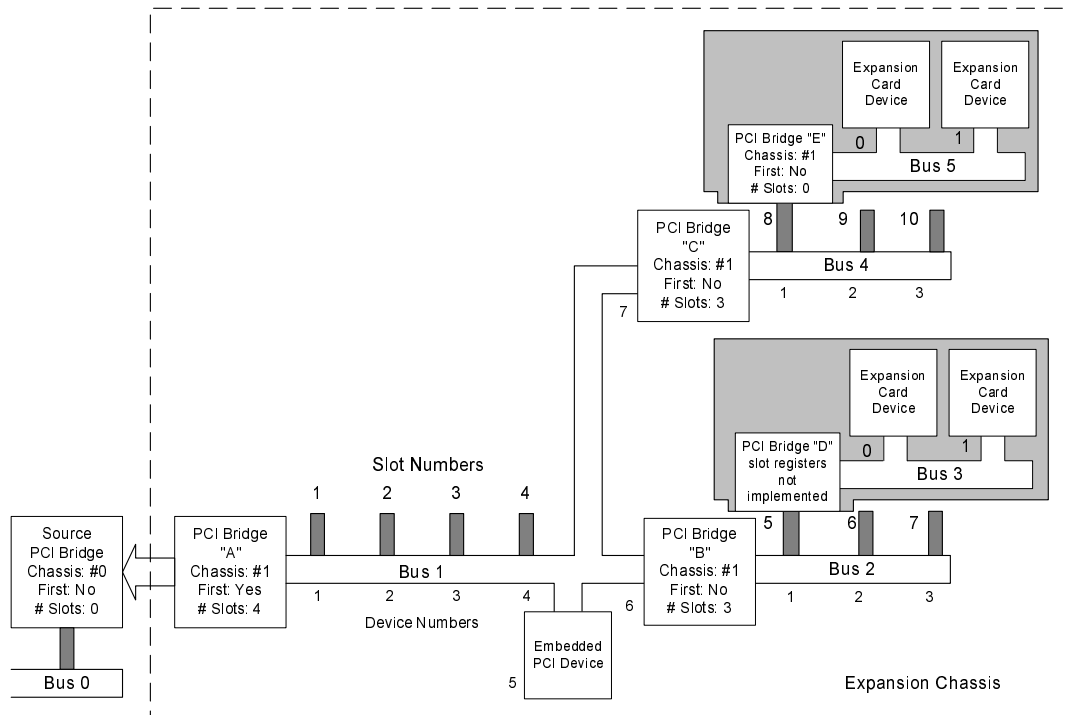 Expansion
Card
Device
Expansion
Card
Device
PCI Bridge "E"
Chassis: #1
First: No
# Slots: 0
0
1
Bus 5
PCI Bridge
"C"
Chassis: #1
First: No
# Slots: 3
7
8
9
10
Bus 4
1
2
3
Expansion
Card
Device
Expansion
Card
Device
PCI Bridge "D"
slot registers
not
implemented
0
1
Bus 3
Slot Numbers
1
2
3
4
Source
PCI Bridge
Chassis: #0
First: No
# Slots: 0
Bus 0
PCI Bridge
"A"
Chassis: #1
First: Yes
# Slots: 4
Bus 1
1
2
3
4
Device Numbers
Embedded
PCI Device
5
PCI Bridge
"B"
Chassis: #1
First: No
# Slots: 3
6
5
6
7
Bus 2
1
2
3
Expansion Chassis